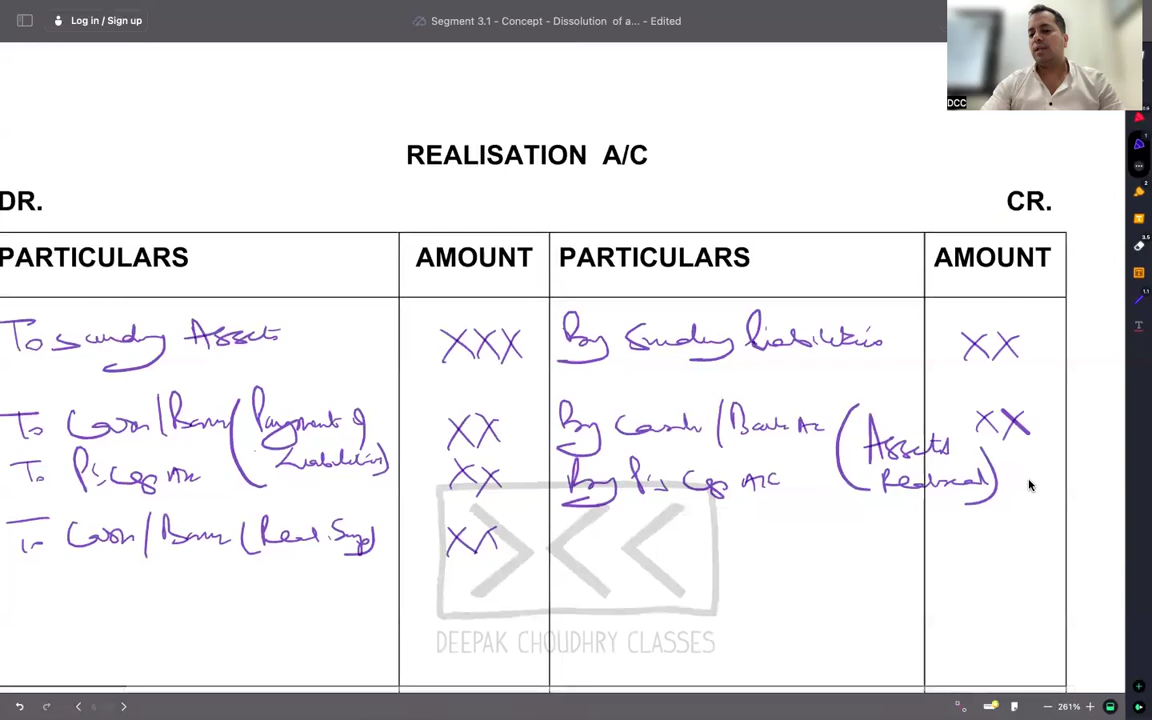 Log in / Sign up
Segment 3.1 - Concept - Dissolution of a... - Edited
DCC
REALISATION A/C
DR.
CR.
PARTICULARS AMOUNT PARTICULARS AMOUNT
To Sundry Assets XXX By Sundry Liabilities XX
To Cash/Bank (Payment of Liabilities) XX By Cash/Bank A/c (Assets Realised) XX
To P's Cap A/c XX By P's Cap A/C
To Cash/Bank (Real. Exp) XX
DEEPAK CHOUDHRY CLASSES
261%